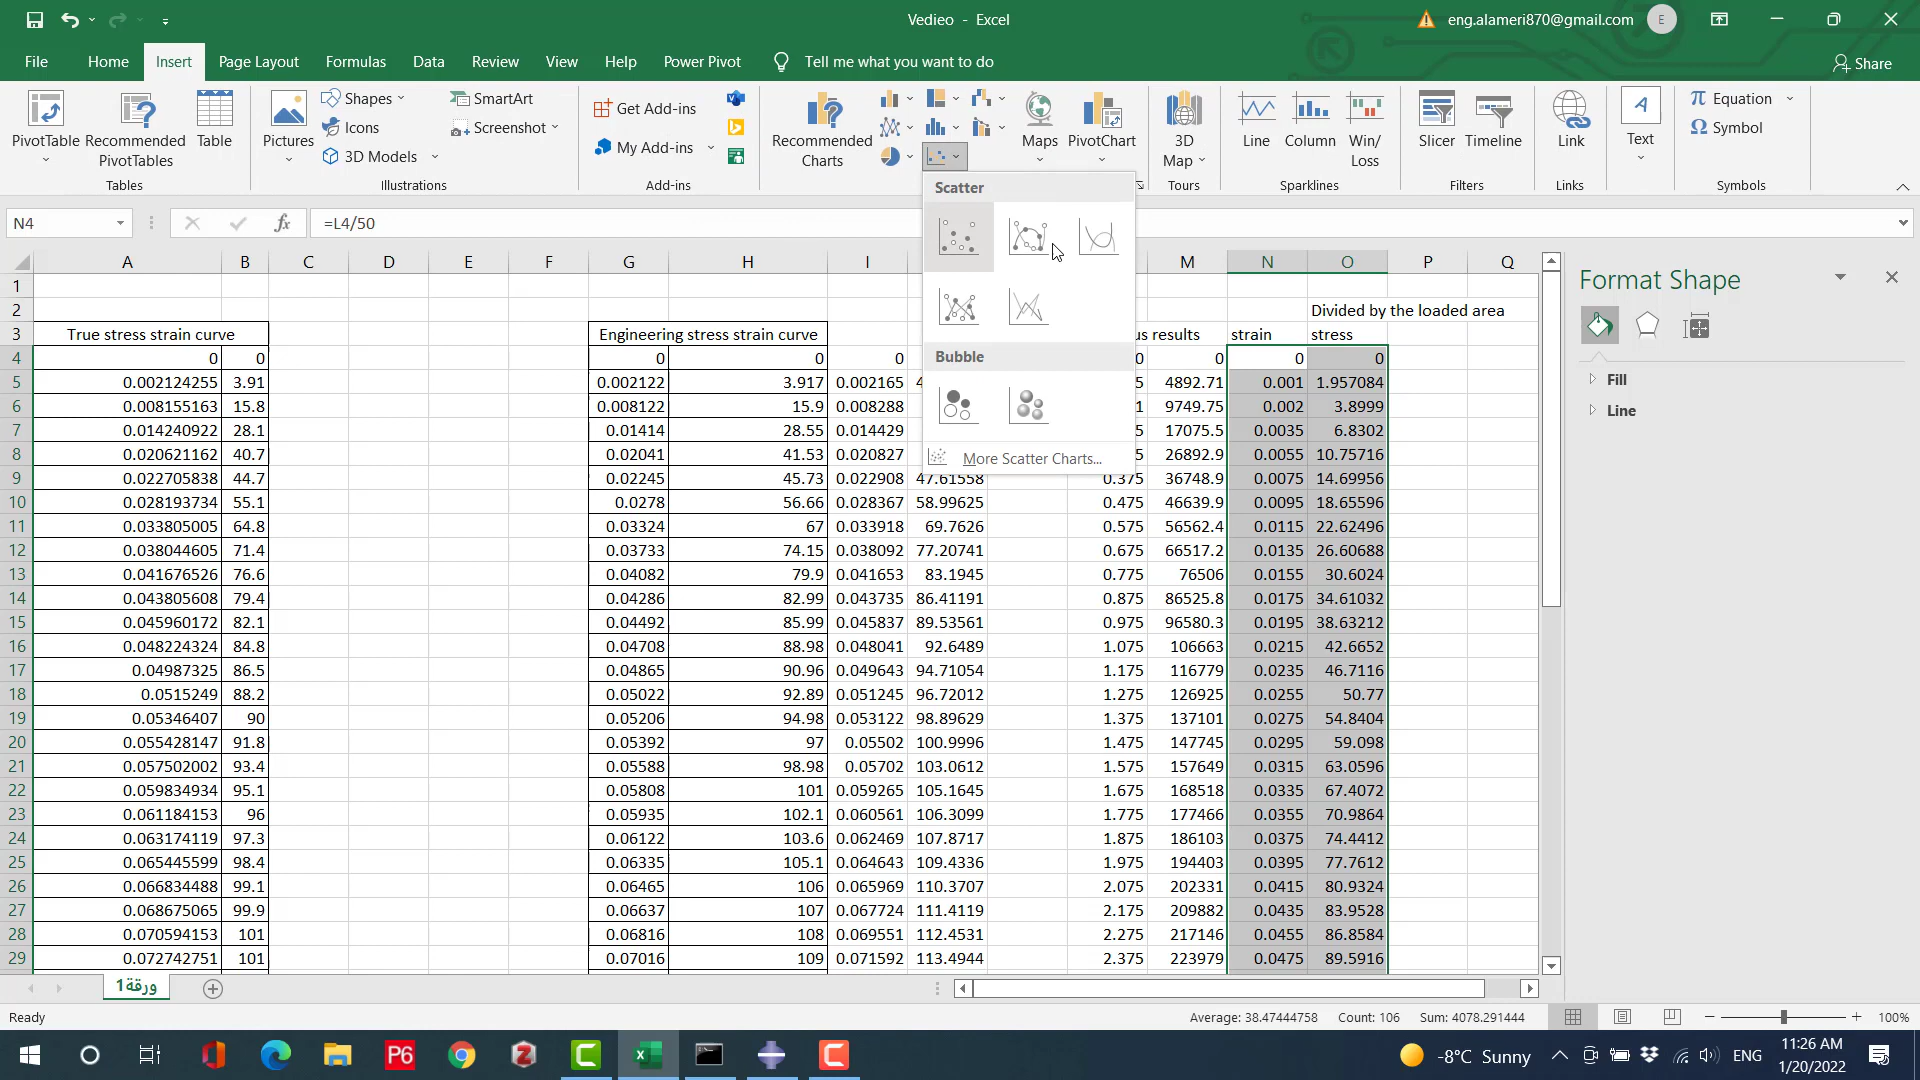 Vedieo - Excel
eng.alameri870@gmail.com E
File Home Insert Page Layout Formulas Data Review View Help Power Pivot Tell me what you want to do Share
PivotTable Recommended PivotTables Table Tables
Pictures Shapes Icons 3D Models SmartArt Screenshot Illustrations
Get Add-ins My Add-ins Add-ins
Recommended Charts Maps PivotChart
3D Map Tours
Line Column Win/ Loss Sparklines
Slicer Timeline Filters
Link Links
Text
Equation Symbol Symbols
N4 =L4/50
Scatter
Bubble
More Scatter Charts...
A B C D E F G H I M N O P Q
1
2 Divided by the loaded area
3 True stress strain curve Engineering stress strain curve us results strain stress
4 0 0 0 0 0 0 0 0 0
5 0.002124255 3.91 0.002122 3.917 0.002165 4 5 4892.71 0.001 1.957084
6 0.008155163 15.8 0.008122 15.9 0.008288 1 9749.75 0.002 3.8999
7 0.014240922 28.1 0.01414 28.55 0.014429 5 17075.5 0.0035 6.8302
8 0.020621162 40.7 0.02041 41.53 0.020827 5 26892.9 0.0055 10.75716
9 0.022705838 44.7 0.02245 45.73 0.022908 47.61558 0.375 36748.9 0.0075 14.69956
10 0.028193734 55.1 0.0278 56.66 0.028367 58.99625 0.475 46639.9 0.0095 18.65596
11 0.033805005 64.8 0.03324 67 0.033918 69.7626 0.575 56562.4 0.0115 22.62496
12 0.038044605 71.4 0.03733 74.15 0.038092 77.20741 0.675 66517.2 0.0135 26.60688
13 0.041676526 76.6 0.04082 79.9 0.041653 83.1945 0.775 76506 0.0155 30.6024
14 0.043805608 79.4 0.04286 82.99 0.043735 86.41191 0.875 86525.8 0.0175 34.61032
15 0.045960172 82.1 0.04492 85.99 0.045837 89.53561 0.975 96580.3 0.0195 38.63212
16 0.048224324 84.8 0.04708 88.98 0.048041 92.6489 1.075 106663 0.0215 42.6652
17 0.04987325 86.5 0.04865 90.96 0.049643 94.71054 1.175 116779 0.0235 46.7116
18 0.0515249 88.2 0.05022 92.89 0.051245 96.72012 1.275 126925 0.0255 50.77
19 0.05346407 90 0.05206 94.98 0.053122 98.89629 1.375 137101 0.0275 54.8404
20 0.055428147 91.8 0.05392 97 0.05502 100.9996 1.475 147745 0.0295 59.098
21 0.057502002 93.4 0.05588 98.98 0.05702 103.0612 1.575 157649 0.0315 63.0596
22 0.059834934 95.1 0.05808 101 0.059265 105.1645 1.675 168518 0.0335 67.4072
23 0.061184153 96 0.05935 102.1 0.060561 106.3099 1.775 177466 0.0355 70.9864
24 0.063174119 97.3 0.06122 103.6 0.062469 107.8717 1.875 186103 0.0375 74.4412
25 0.065445599 98.4 0.06335 105.1 0.064643 109.4336 1.975 194403 0.0395 77.7612
26 0.066834488 99.1 0.06465 106 0.065969 110.3707 2.075 202331 0.0415 80.9324
27 0.068675065 99.9 0.06637 107 0.067724 111.4119 2.175 209882 0.0435 83.9528
28 0.070594153 101 0.06816 108 0.069551 112.4531 2.275 217146 0.0455 86.8584
29 0.072742751 101 0.07016 109 0.071592 113.4944 2.375 223979 0.0475 89.5916
Format Shape
Fill
Line
ورقة1
Ready Average: 38.47444758 Count: 106 Sum: 4078.291444 100%
P6 -8°C Sunny ENG 11:26 AM
1/20/2022